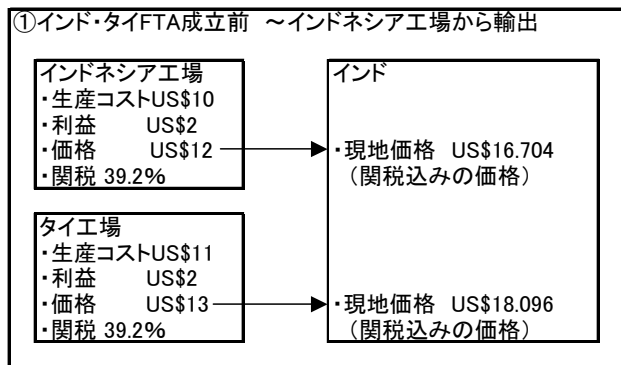 ①インド・タイFTA成立前 ～インドネシア工場から輸出
インドネシア工場
・生産コストUS$10
・利益 US$2
・価格 US$12
・関税 39.2%
インド
・現地価格 US$16.704
（関税込みの価格）
タイ工場
・生産コストUS$11
・利益 US$2
・価格 US$13
・関税 39.2%
・現地価格 US$18.096
（関税込みの価格）